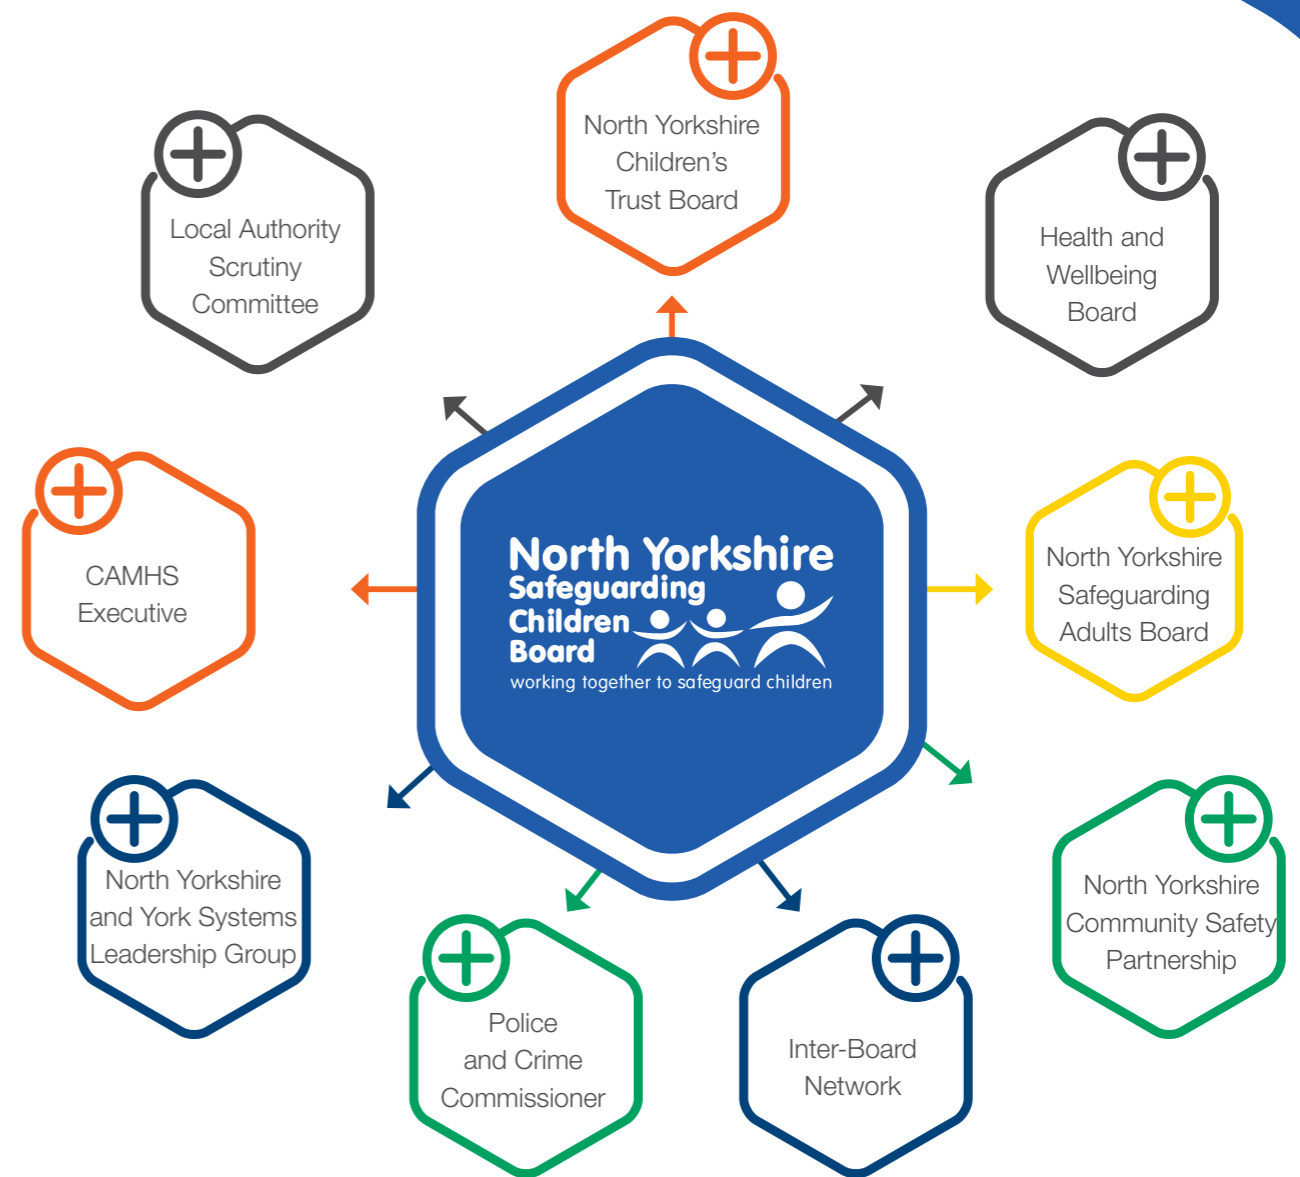 North Yorkshire
Children's
Trust Board
Local Authority
Scrutiny
Committee
Health and
Wellbeing
Board
CAMHS
Executive
North Yorkshire
Safeguarding
Children
Board
working together to safeguard children
North Yorkshire
Safeguarding
Adults Board
North Yorkshire
and York Systems
Leadership Group
North Yorkshire
Community Safety
Partnership
Police
and Crime
Commissioner
Inter-Board
Network